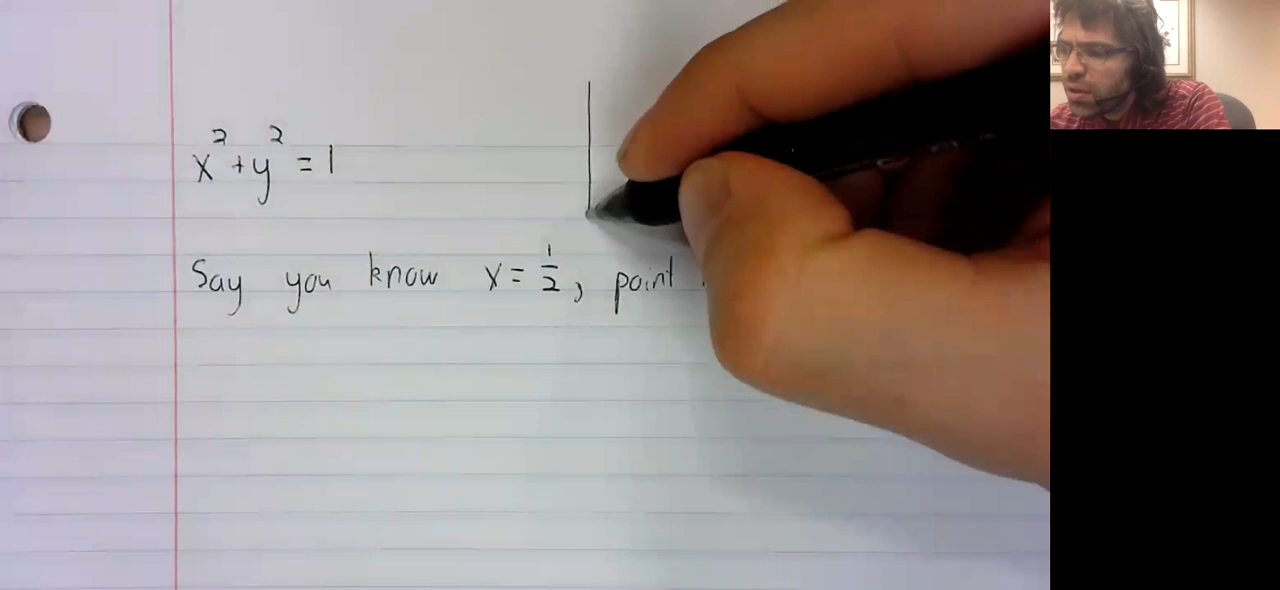 x² + y² = 1
Say you know x = 1/2, point